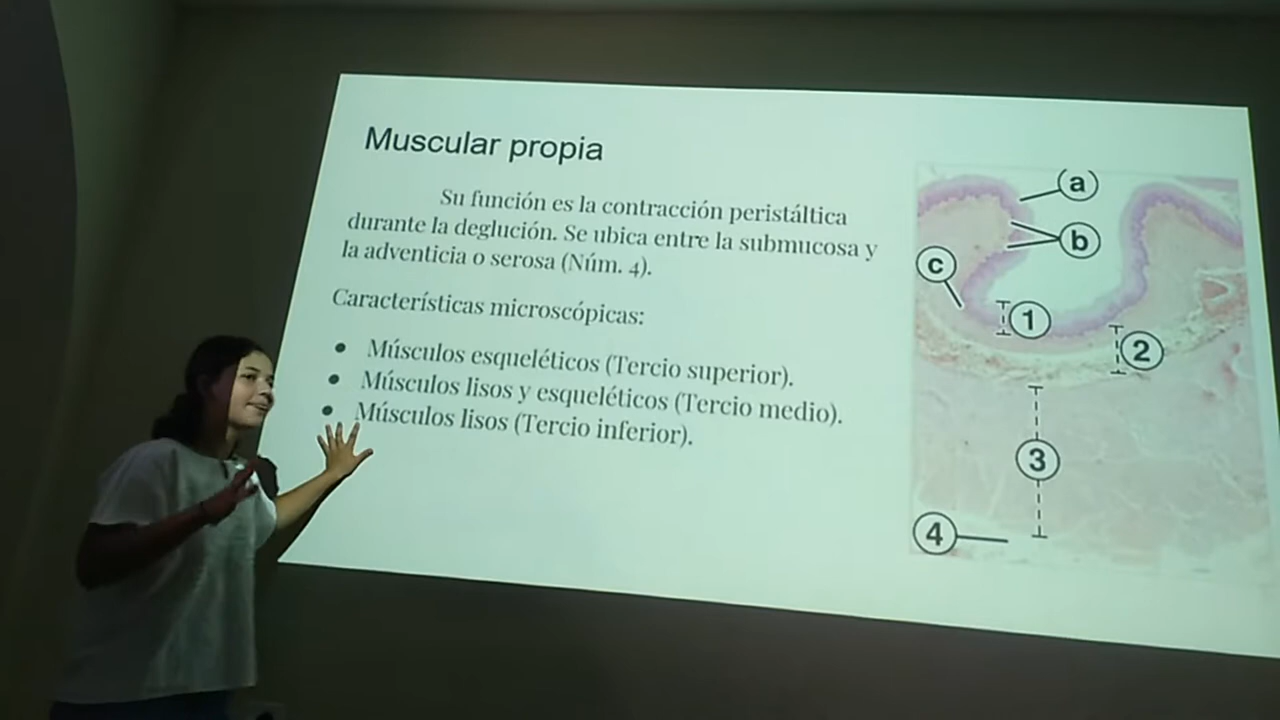 Muscular propia
Su función es la contracción peristáltica
durante la deglución. Se ubica entre la submucosa y
la adventicia o serosa (Núm. 4).
Características microscópicas:
● Músculos esqueléticos (Tercio superior).
● Músculos lisos y esqueléticos (Tercio medio).
● Músculos lisos (Tercio inferior).
a
b
c
1
2
3
4